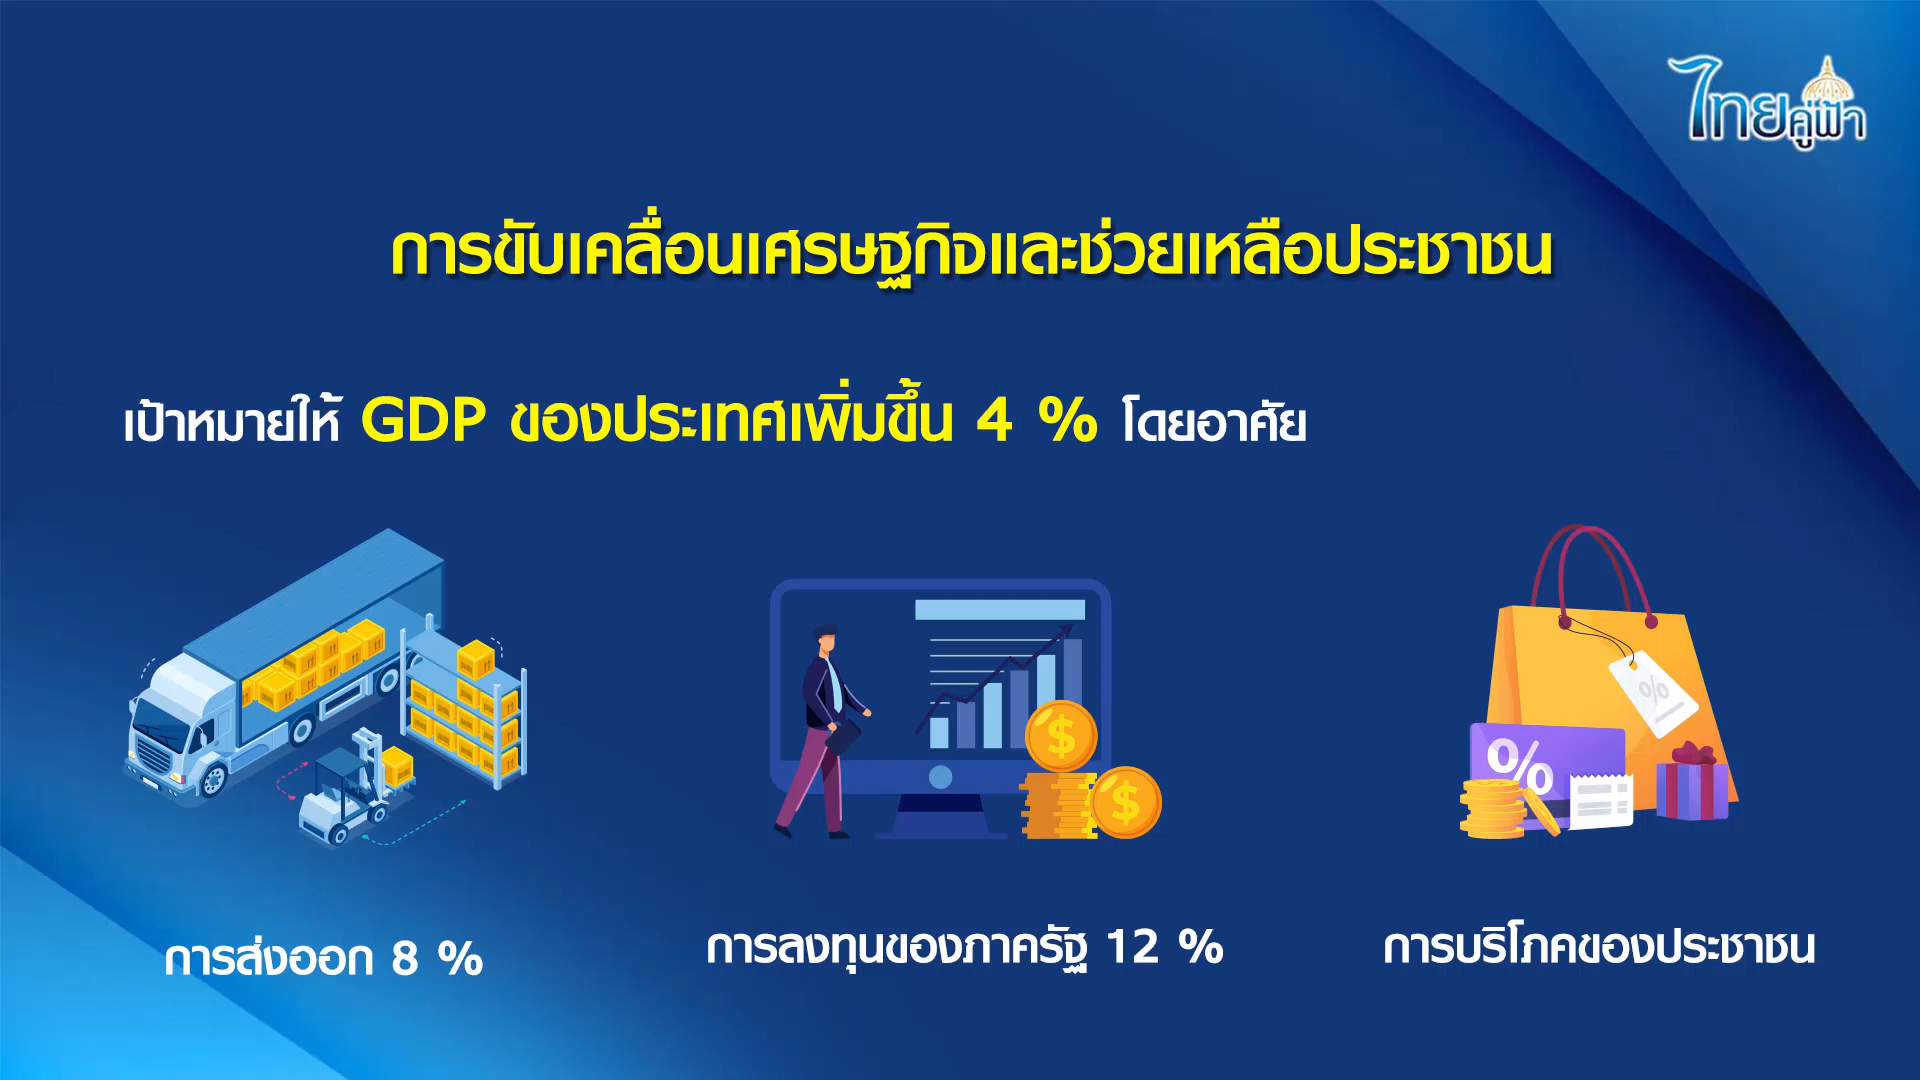 ไทยคู่ฟ้า
การขับเคลื่อนเศรษฐกิจและช่วยเหลือประชาชน
เป้าหมายให้ GDP ของประเทศเพิ่มขึ้น 4 % โดยอาศัย
%
$
$
%
การส่งออก 8 %
การลงทุนของภาครัฐ 12 %
การบริโภคของประชาชน